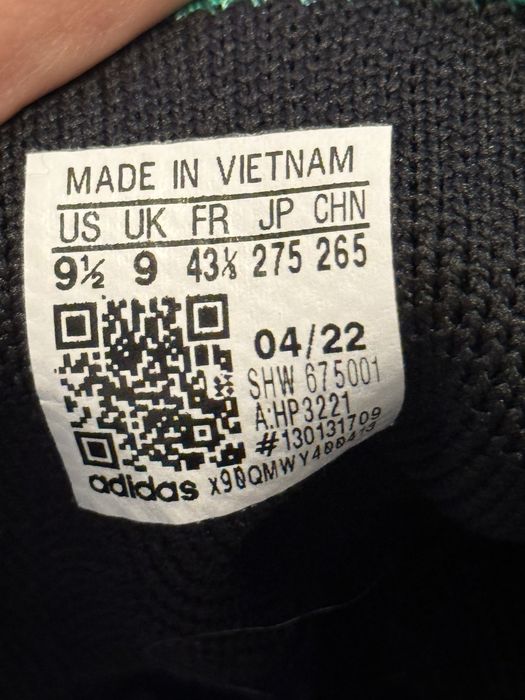 MADE IN VIETNAM
US UK FR JP CHN
9½ 9 43⅓ 275 265
04/22
SHW 675001
A:HP3221
#130131709
adidas